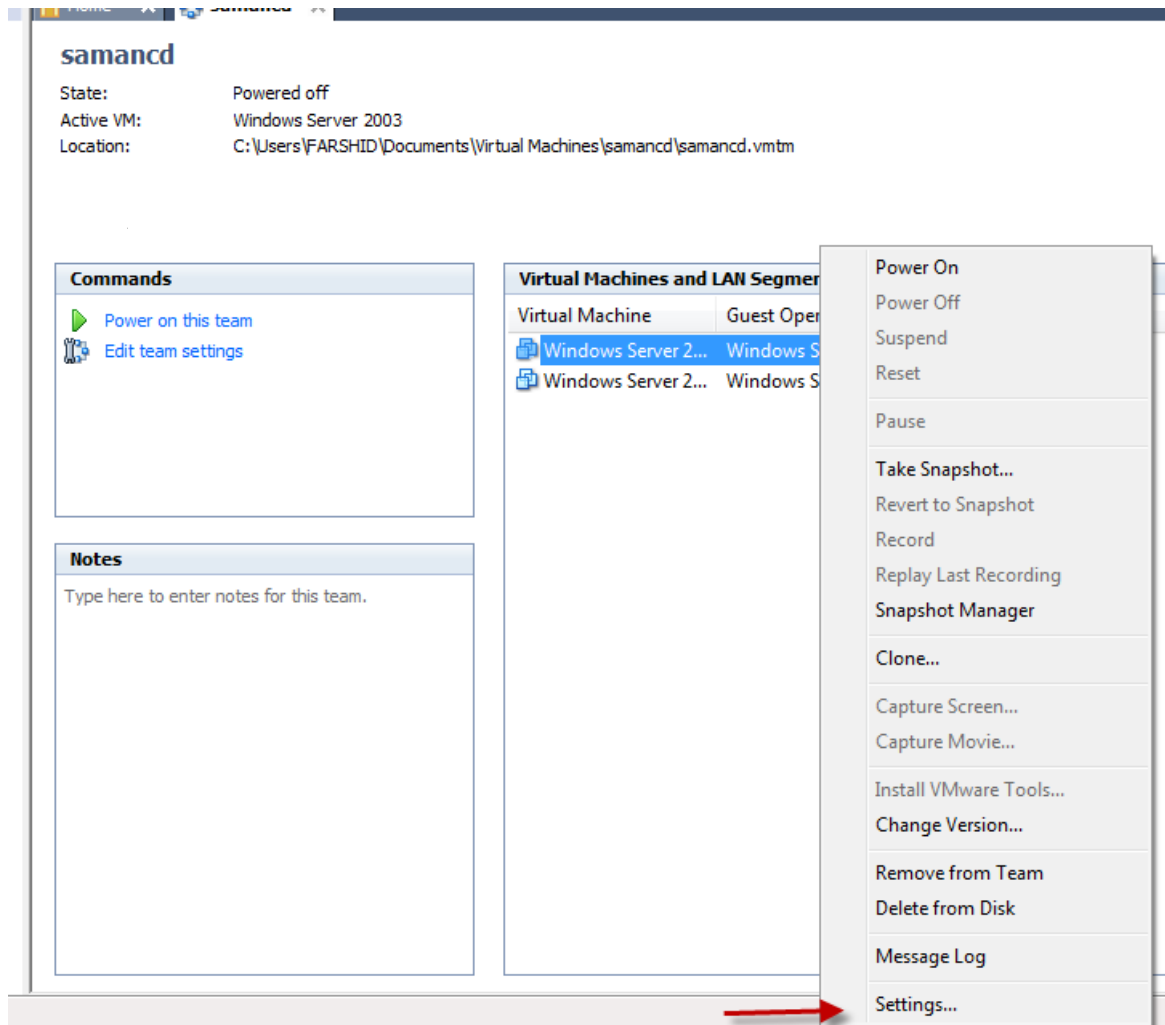 Home
samancd
samancd
State: Powered off
Active VM: Windows Server 2003
Location: C:\Users\FARSHID\Documents\Virtual Machines\samancd\samancd.vmtm
Commands
Power on this team
Edit team settings
Notes
Type here to enter notes for this team.
Virtual Machines and LAN Segmen
Virtual Machine Guest Oper
Windows Server 2... Windows S
Windows Server 2... Windows S
Power On
Power Off
Suspend
Reset
Pause
Take Snapshot...
Revert to Snapshot
Record
Replay Last Recording
Snapshot Manager
Clone...
Capture Screen...
Capture Movie...
Install VMware Tools...
Change Version...
Remove from Team
Delete from Disk
Message Log
Settings...